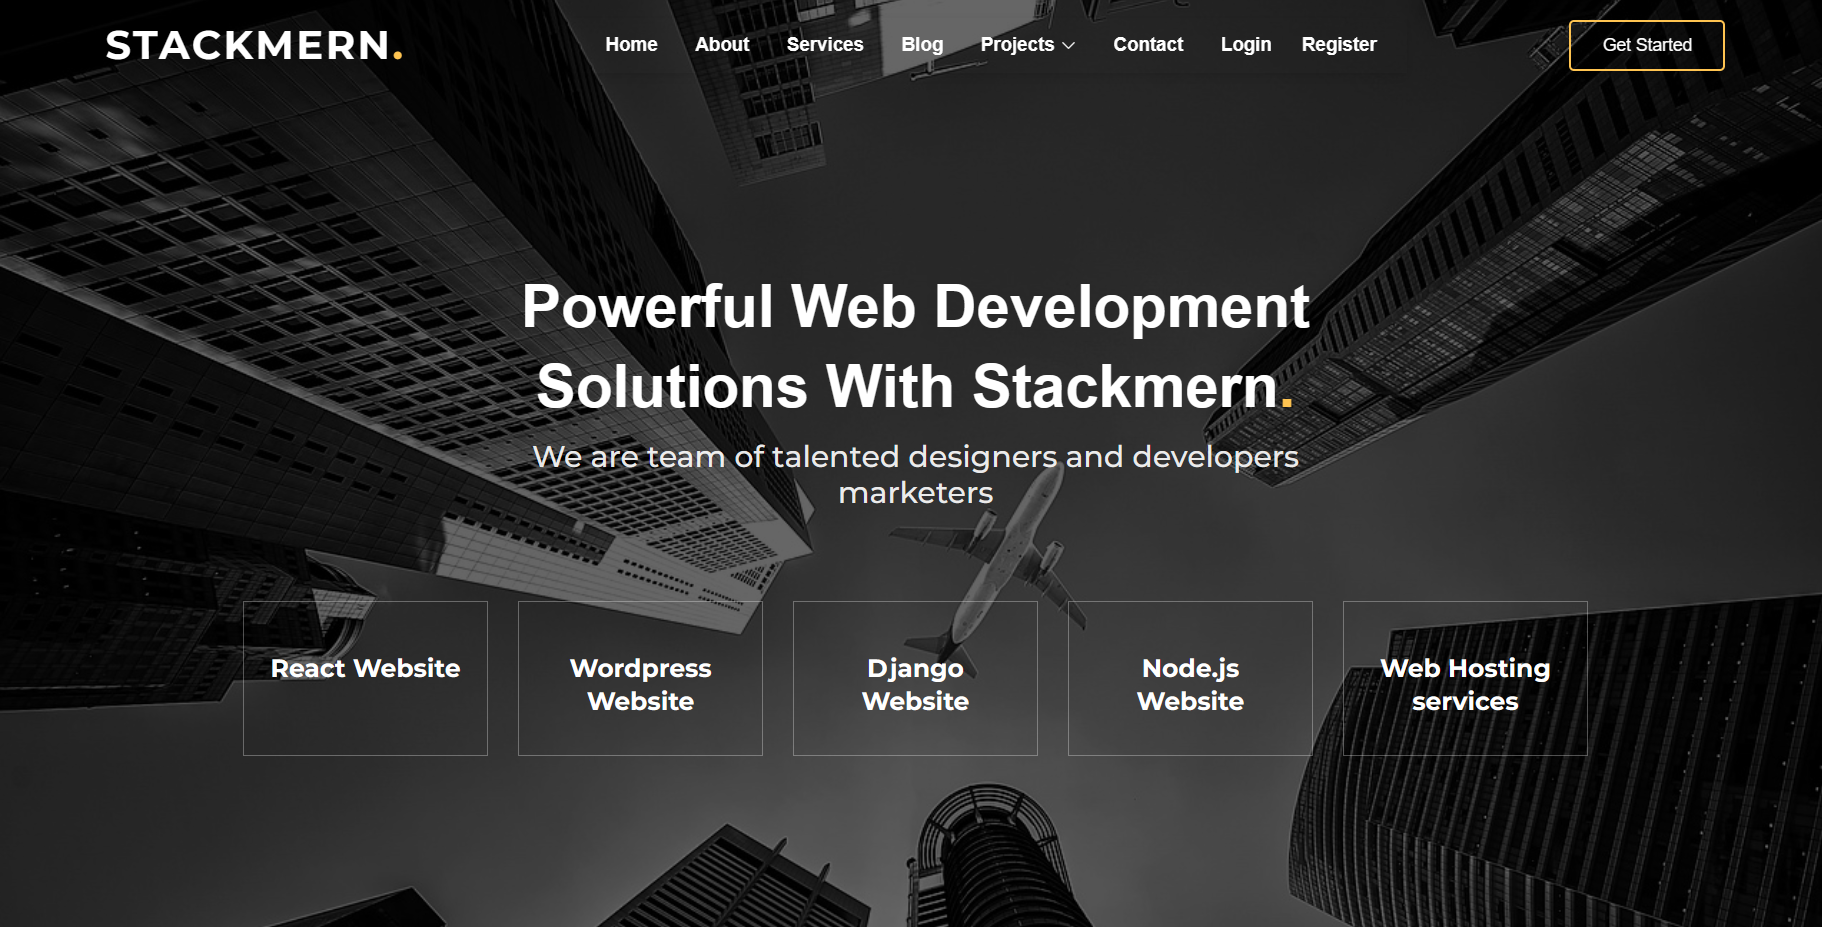 STACKMERN.
Home About Services Blog Projects Contact Login Register
Get Started
Powerful Web Development
Solutions With Stackmern.
We are team of talented designers and developers
marketers
React Website
Wordpress
Website
Django
Website
Node.js
Website
Web Hosting
services